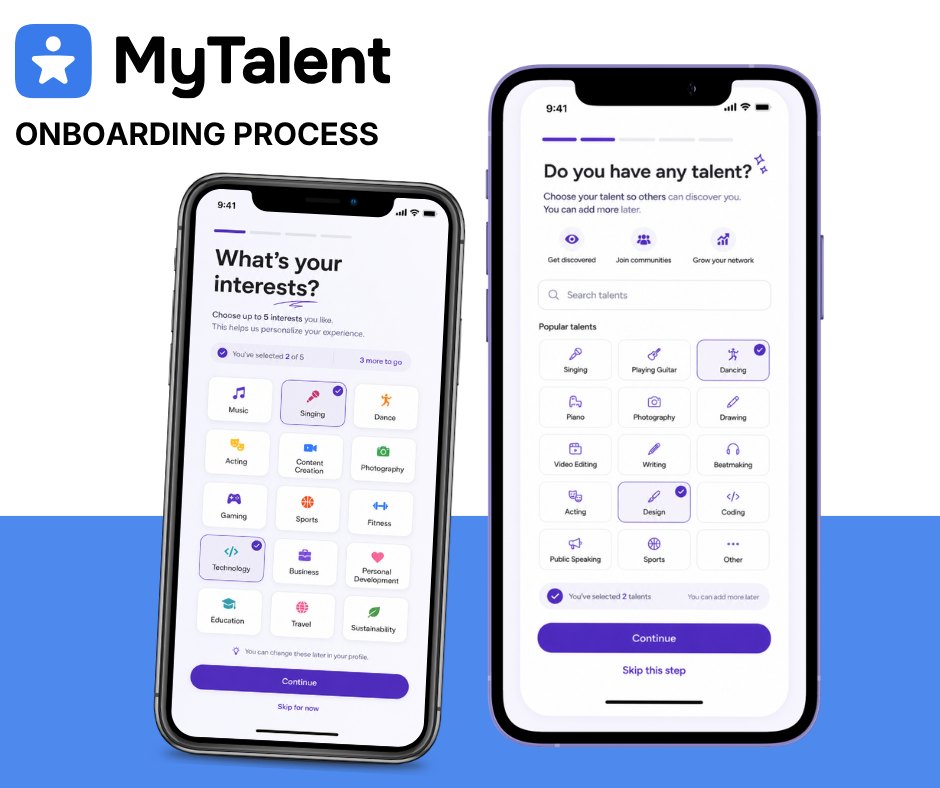 MyTalent
ONBOARDING PROCESS
9:41
What's your
interests?
Choose up to 5 interests you like.
This helps us personalize your experience.
You've selected 2 of 5
3 more to go
Music
Singing
Dance
Acting
Content
Creation
Photography
Gaming
Sports
Fitness
Technology
Business
Personal
Development
Education
Travel
Sustainability
You can change these later in your profile.
Continue
Skip for now
9:41
Do you have any talent?
Choose your talent so others can discover you.
You can add more later.
Get discovered
Join communities
Grow your network
Search talents
Popular talents
Singing
Playing Guitar
Dancing
Piano
Photography
Drawing
Video Editing
Writing
Beatmaking
Acting
Design
Coding
Public Speaking
Sports
Other
You've selected 2 talents
You can add more later
Continue
Skip this step